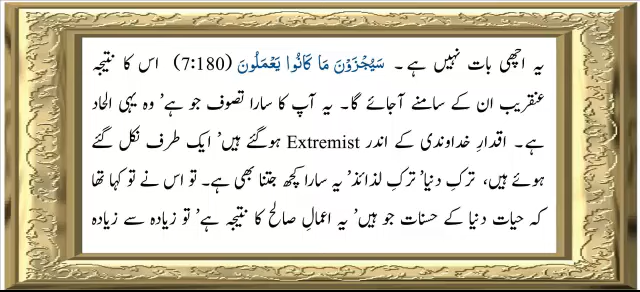 یہ اچھی بات نہیں ہے۔ سَيُجْزَوْنَ مَا كَانُوا يَعْمَلُونَ (7:180) اس کا نتیجہ
عنقریب ان کے سامنے آجائے گا۔ یہ آپ کا سارا تصوف جو ہے’ وہ یہی الحاد
ہے۔ اقدارِ خداوندی کے اندر Extremist ہوگئے ہیں’ ایک طرف نکل گئے
ہوئے ہیں، ترکِ دنیا’ ترکِ لذائذ’ یہ سارا کچھ جتنا بھی ہے۔ تو اس نے تو کہا تھا
کہ حیات دنیا کے حسنات جو ہیں’ یہ اعمالِ صالح کا نتیجہ ہے’ تو زیادہ سے زیادہ